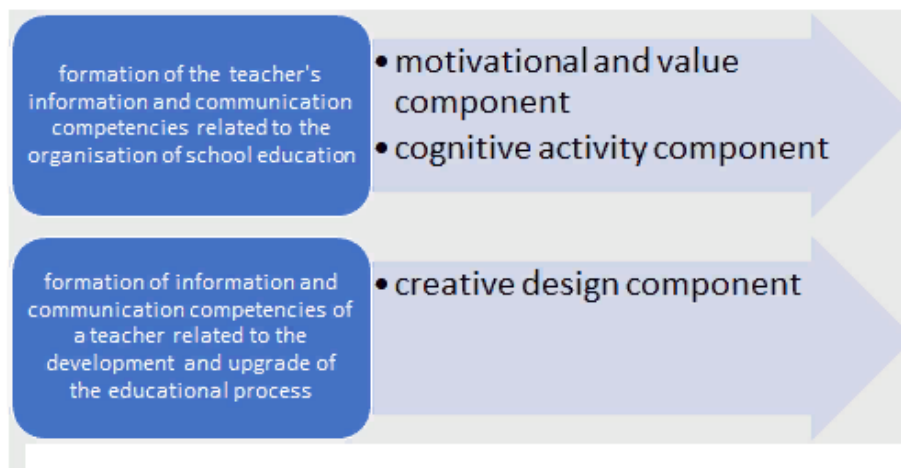 formation of the teacher's
information and communication
competencies related to the
organisation of school education
• motivational and value
component
• cognitive activity component
formation of information and
communication competencies of
a teacher related to the
development and upgrade of
the educational process
• creative design component